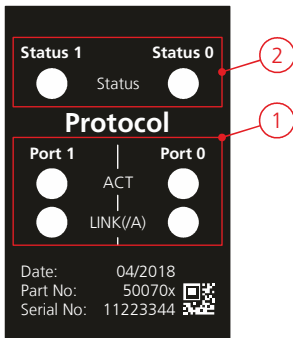 Status 1 Status 0
Status
2
Protocol
1
Port 1 Port 0
ACT
LINK(/A)
Date: 04/2018
Part No: 50070x
Serial No: 11223344